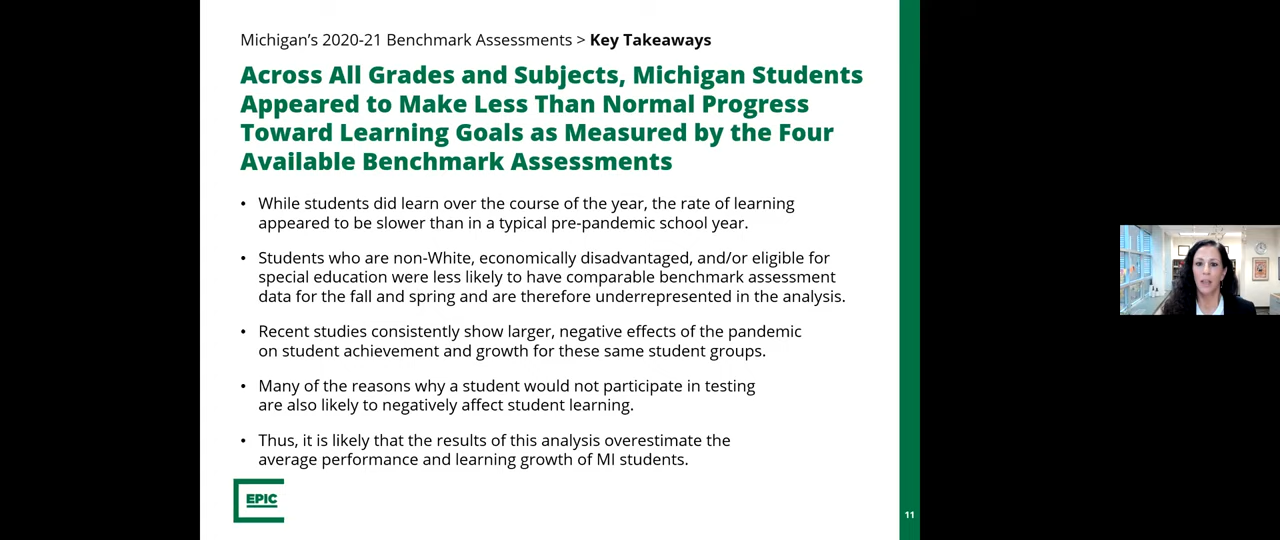 Michigan's 2020-21 Benchmark Assessments > Key Takeaways
Across All Grades and Subjects, Michigan Students
Appeared to Make Less Than Normal Progress
Toward Learning Goals as Measured by the Four
Available Benchmark Assessments
• While students did learn over the course of the year, the rate of learning
appeared to be slower than in a typical pre-pandemic school year.
• Students who are non-White, economically disadvantaged, and/or eligible for
special education were less likely to have comparable benchmark assessment
data for the fall and spring and are therefore underrepresented in the analysis.
• Recent studies consistently show larger, negative effects of the pandemic
on student achievement and growth for these same student groups.
• Many of the reasons why a student would not participate in testing
are also likely to negatively affect student learning.
• Thus, it is likely that the results of this analysis overestimate the
average performance and learning growth of MI students.
EPIC
11